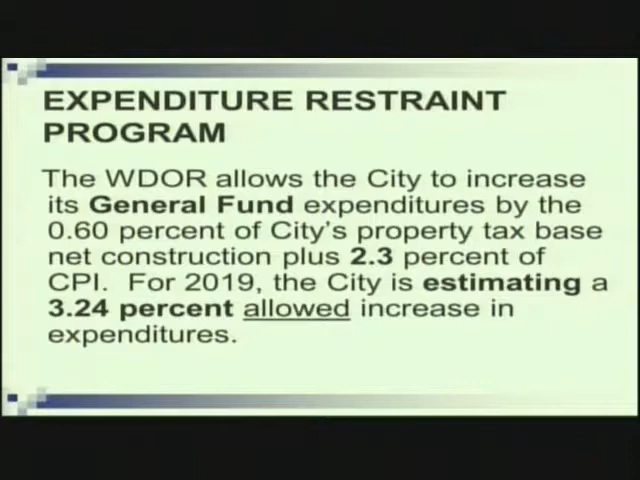 EXPENDITURE RESTRAINT
PROGRAM
The WDOR allows the City to increase
its General Fund expenditures by the
0.60 percent of City's property tax base
net construction plus 2.3 percent of
CPI. For 2019, the City is estimating a
3.24 percent allowed increase in
expenditures.